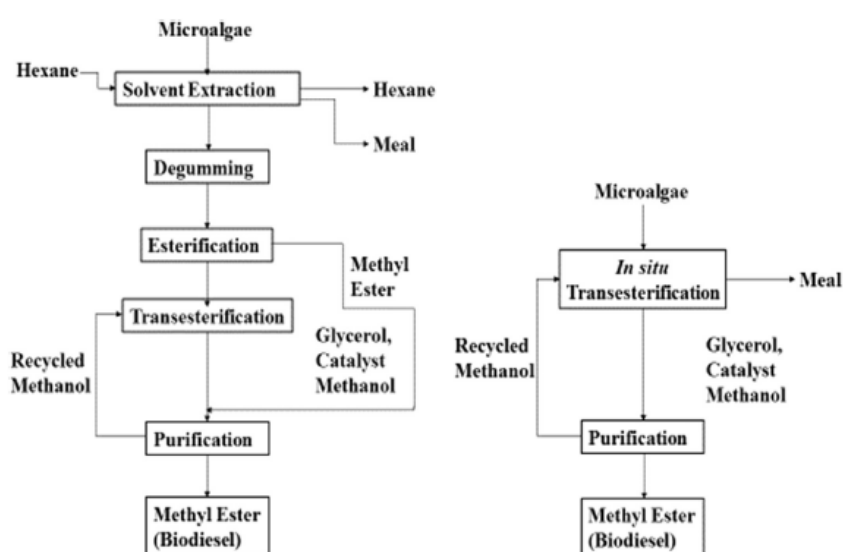 Microalgae
Hexane
Solvent Extraction
Hexane
Meal
Degumming
Esterification
Methyl
Ester
Transesterification
Glycerol,
Catalyst
Methanol
Recycled
Methanol
Purification
Methyl Ester
(Biodiesel)
Microalgae
In situ
Transesterification
Meal
Recycled
Methanol
Glycerol,
Catalyst
Methanol
Purification
Methyl Ester
(Biodiesel)